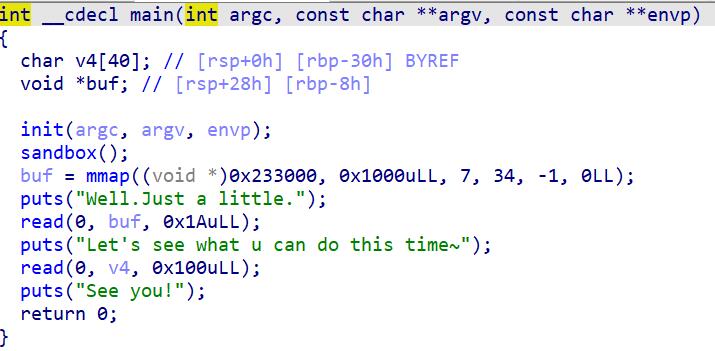 int __cdecl main(int argc, const char **argv, const char **envp)
{
char v4[40]; // [rsp+0h] [rbp-30h] BYREF
void *buf; // [rsp+28h] [rbp-8h]
init(argc, argv, envp);
sandbox();
buf = mmap((void *)0x233000, 0x1000uLL, 7, 34, -1, 0LL);
puts("Well.Just a little.");
read(0, buf, 0x1AuLL);
puts("Let's see what u can do this time~");
read(0, v4, 0x100uLL);
puts("See you!");
return 0;
}